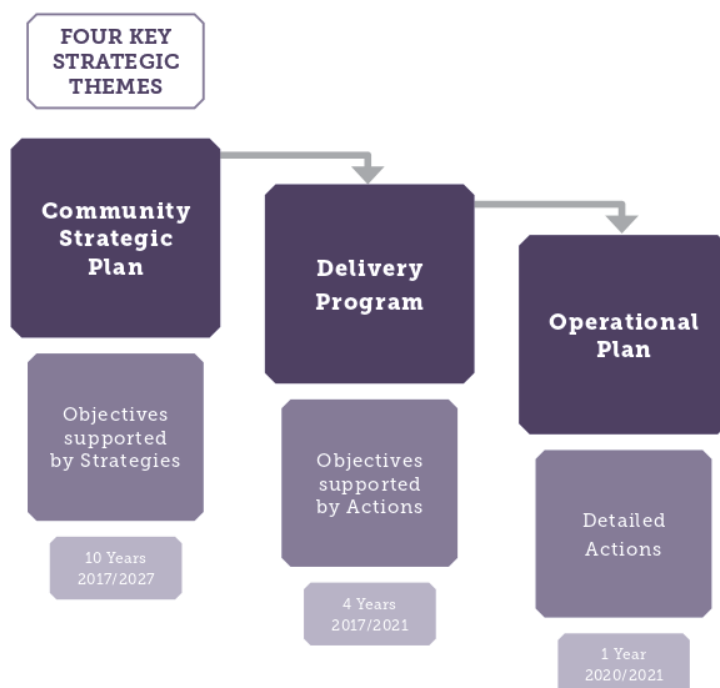 FOUR KEY
STRATEGIC
THEMES
Community
Strategic
Plan
Objectives
supported
by Strategies
10 Years
2017/2027
Delivery
Program
Objectives
supported
by Actions
4 Years
2017/2021
Operational
Plan
Detailed
Actions
1 Year
2020/2021